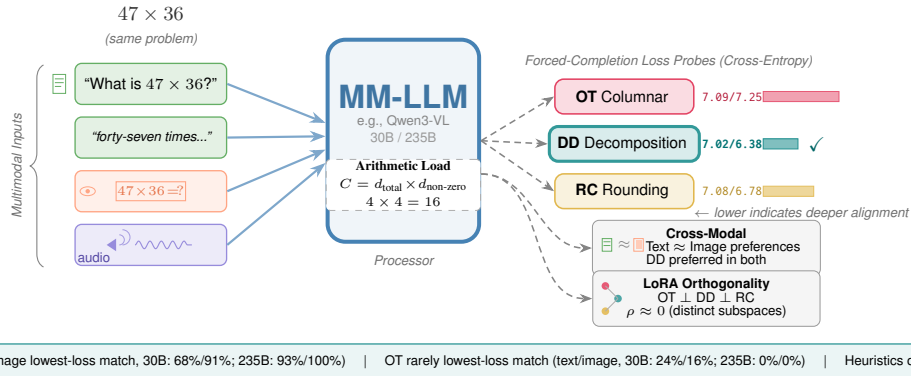 47 × 36
(same problem)
Multimodal Inputs
“What is 47 × 36?”
“forty-seven times...”
47×36=?
audio
MM-LLM
e.g., Qwen3-VL
30B / 235B
Arithmetic Load
C = d_total × d_non-zero
4 × 4 = 16
Processor
Forced-Completion Loss Probes (Cross-Entropy)
OT Columnar 7.09/7.25
DD Decomposition 7.02/6.38 ✓
RC Rounding 7.08/6.78
← lower indicates deeper alignment
Cross-Modal
≈ Text ≈ Image preferences
DD preferred in both
LoRA Orthogonality
OT ⊥ DD ⊥ RC
ρ ≈ 0 (distinct subspaces)
lowest-loss match, 30B: 68%/91%; 235B: 93%/100%) | OT rarely lowest-loss match (text/image, 30B: 24%/16%; 235B: 0%/0%) | Heuristics